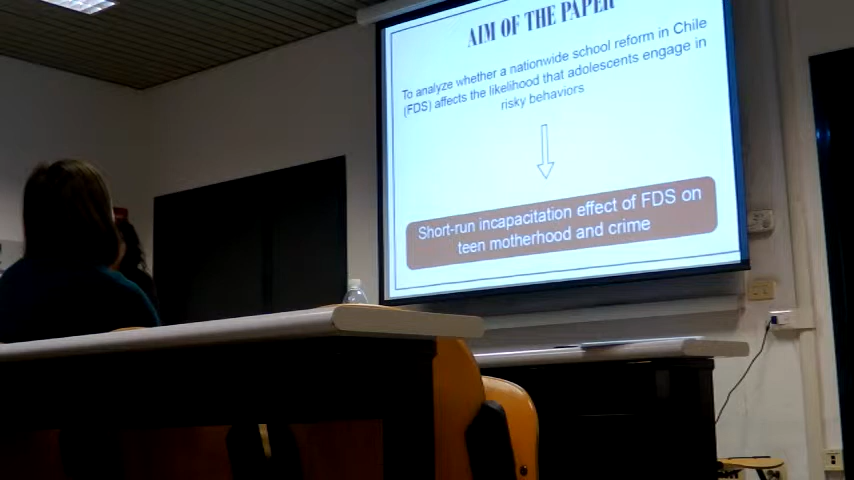 AIM OF THE PAPER
To analyze whether a nationwide school reform in Chile
(FDS) affects the likelihood that adolescents engage in
risky behaviors
Short-run incapacitation effect of FDS on
teen motherhood and crime